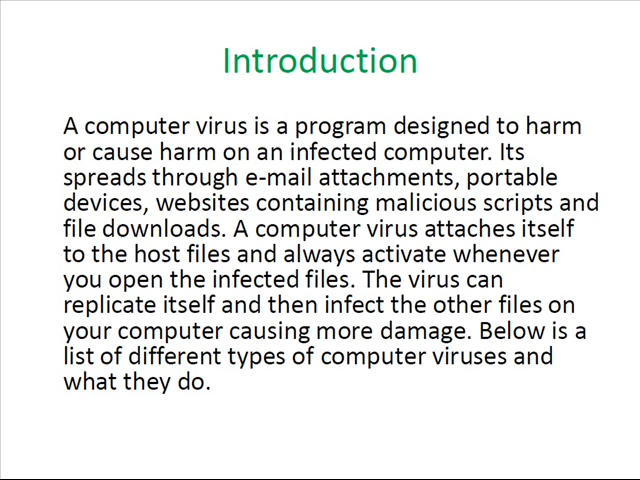 Introduction
A computer virus is a program designed to harm
or cause harm on an infected computer. Its
spreads through e-mail attachments, portable
devices, websites containing malicious scripts and
file downloads. A computer virus attaches itself
to the host files and always activate whenever
you open the infected files. The virus can
replicate itself and then infect the other files on
your computer causing more damage. Below is a
list of different types of computer viruses and
what they do.